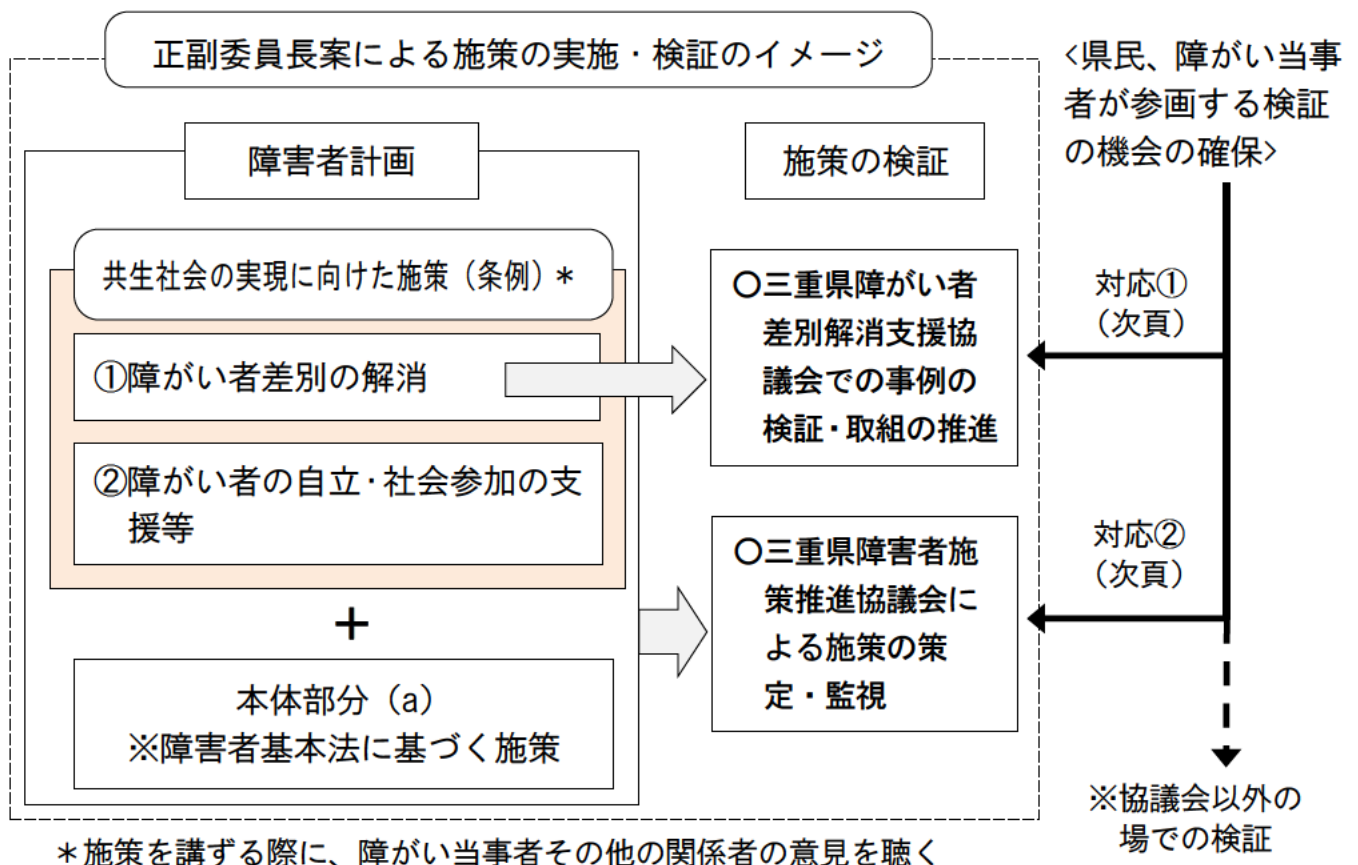 正副委員長案による施策の実施・検証のイメージ
<県民、障がい当事
者が参画する検証
の機会の確保>
障害者計画
施策の検証
共生社会の実現に向けた施策（条例）＊
①障がい者差別の解消
②障がい者の自立・社会参加の支
援等
＋
本体部分（a）
※障害者基本法に基づく施策
〇三重県障がい者
差別解消支援協
議会での事例の
検証・取組の推進
〇三重県障害者施
策推進協議会に
よる施策の策
定・監視
対応①
（次頁）
対応②
（次頁）
※協議会以外の
場での検証
＊施策を講ずる際に、障がい当事者その他の関係者の意見を聴く